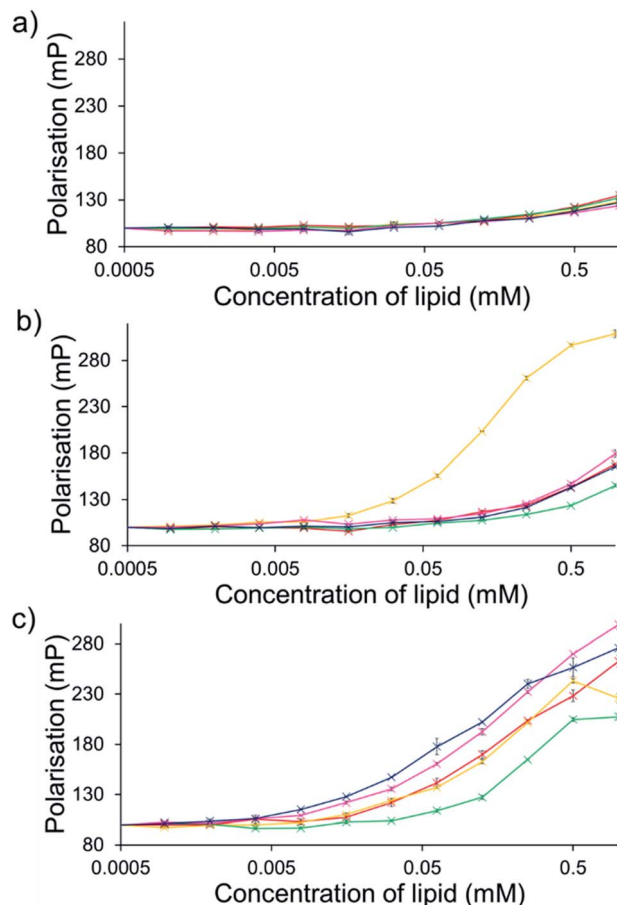 a)
280
230
180
130
80
Polarisation (mP)
0.0005 0.005 0.05 0.5
Concentration of lipid (mM)
b)
280
230
180
130
80
Polarisation (mP)
0.0005 0.005 0.05 0.5
Concentration of lipid (mM)
c)
280
230
180
130
80
Polarisation (mP)
0.0005 0.005 0.05 0.5
Concentration of lipid (mM)